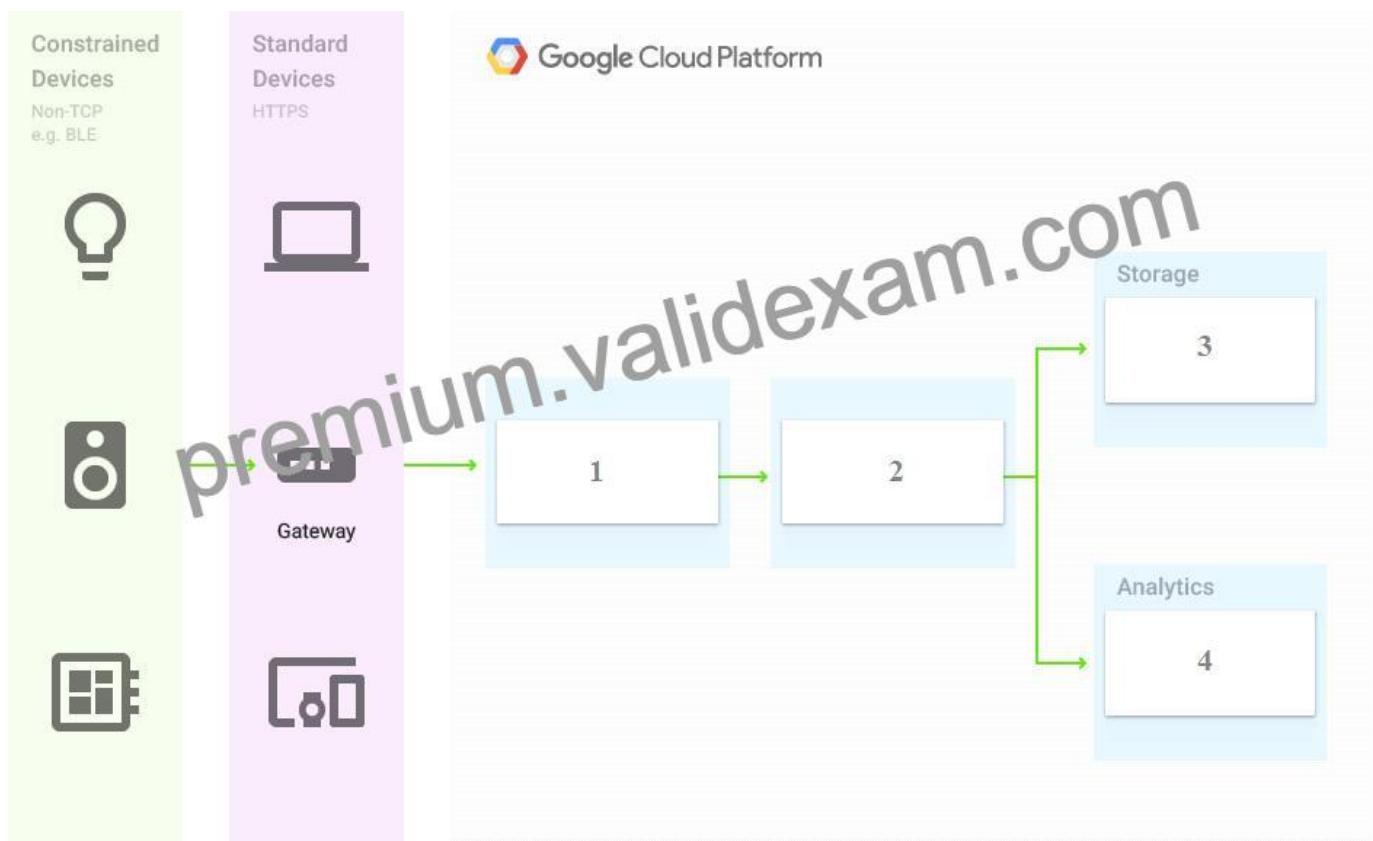 Constrained
Devices
Non-TCP
e.g. BLE
Standard
Devices
HTTPS
Google Cloud Platform
premium.validexam.com
Gateway
1
2
Storage
3
Analytics
4